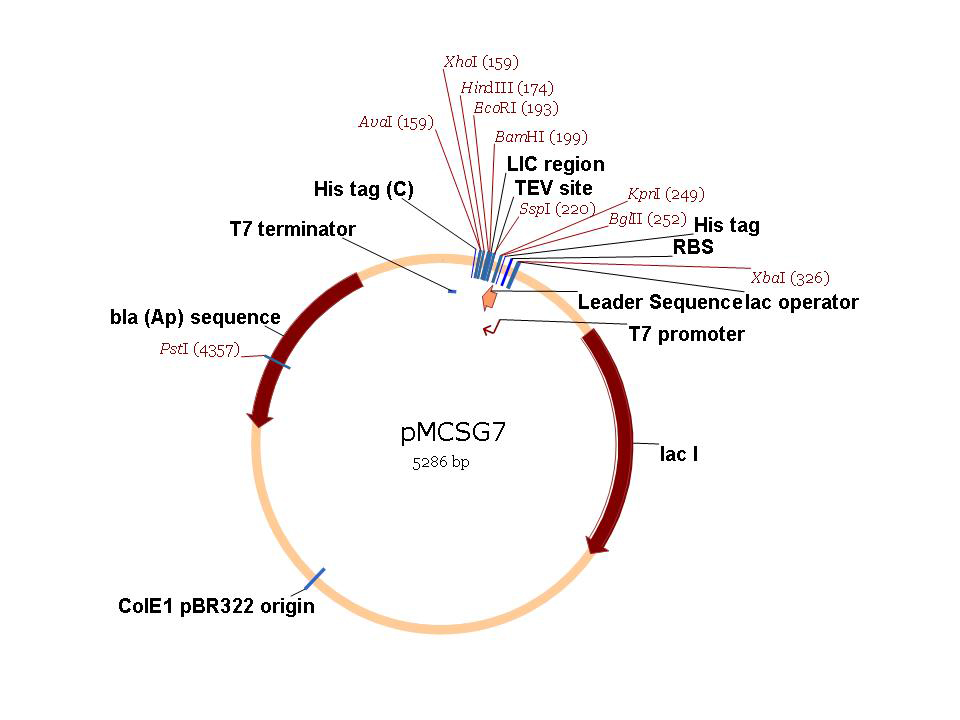 XhoI (159)
HindIII (174)
EcoRI (193)
AvaI (159)
BamHI (199)
LIC region
His tag (C)
TEV site
KpnI (249)
SspI (220)
BglII (252)
His tag
T7 terminator
RBS
XbaI (326)
Leader Sequence
lac operator
bla (Ap) sequence
T7 promoter
PstI (4357)
pMCSG7
5286 bp
lac I
ColE1 pBR322 origin